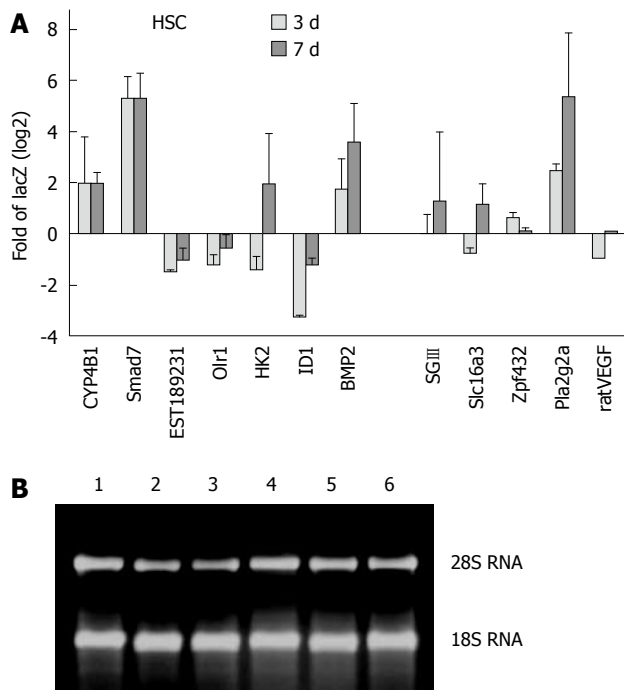 A
HSC
3 d
7 d
Fold of lacZ (log2)
8
6
4
2
0
-2
-4
CYP4B1
Smad7
EST189231
Olr1
HK2
ID1
BMP2
SGⅢ
Slc16a3
Zpf432
Pla2g2a
ratVEGF
B
1 2 3 4 5 6
28S RNA
18S RNA